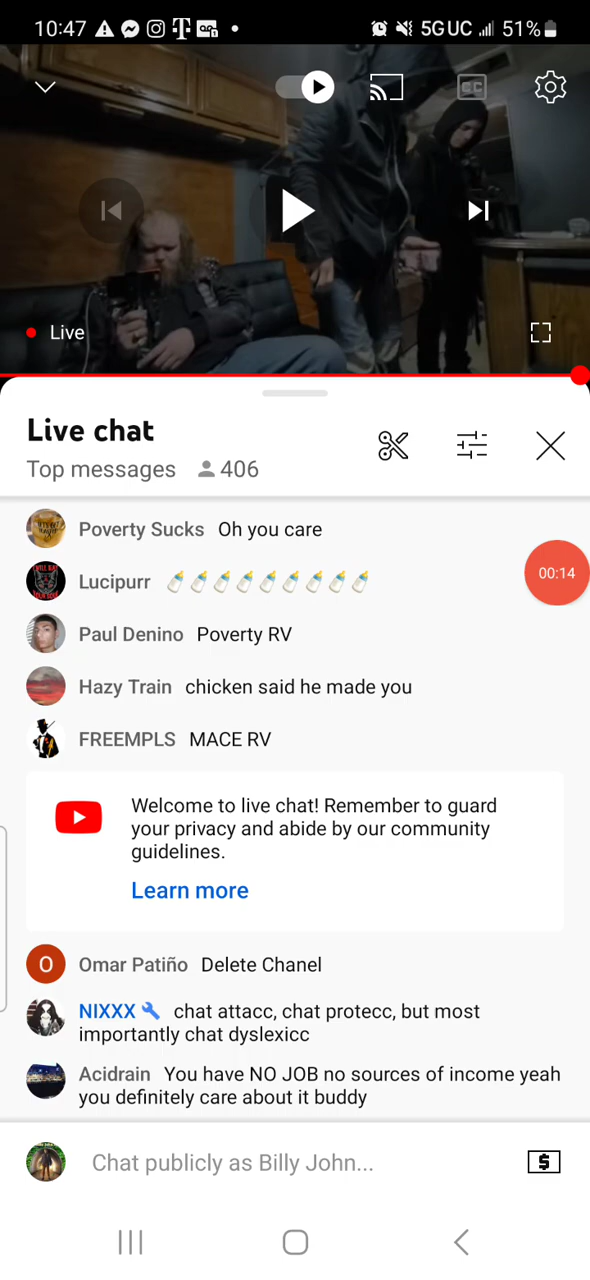 10:47 5G UC 51%
CC
Live
Live chat
Top messages 406
Poverty Sucks Oh you care
00:14
Lucipurr 🍼🍼🍼🍼🍼🍼🍼🍼🍼
Paul Denino Poverty RV
Hazy Train chicken said he made you
FREEMPLS MACE RV
Welcome to live chat! Remember to guard
your privacy and abide by our community
guidelines.
Learn more
O Omar Patiño Delete Chanel
NIXXX 🔧 chat attacc, chat protecc, but most
importantly chat dyslexicc
Acidrain You have NO JOB no sources of income yeah
you definitely care about it buddy
Chat publicly as Billy John... $